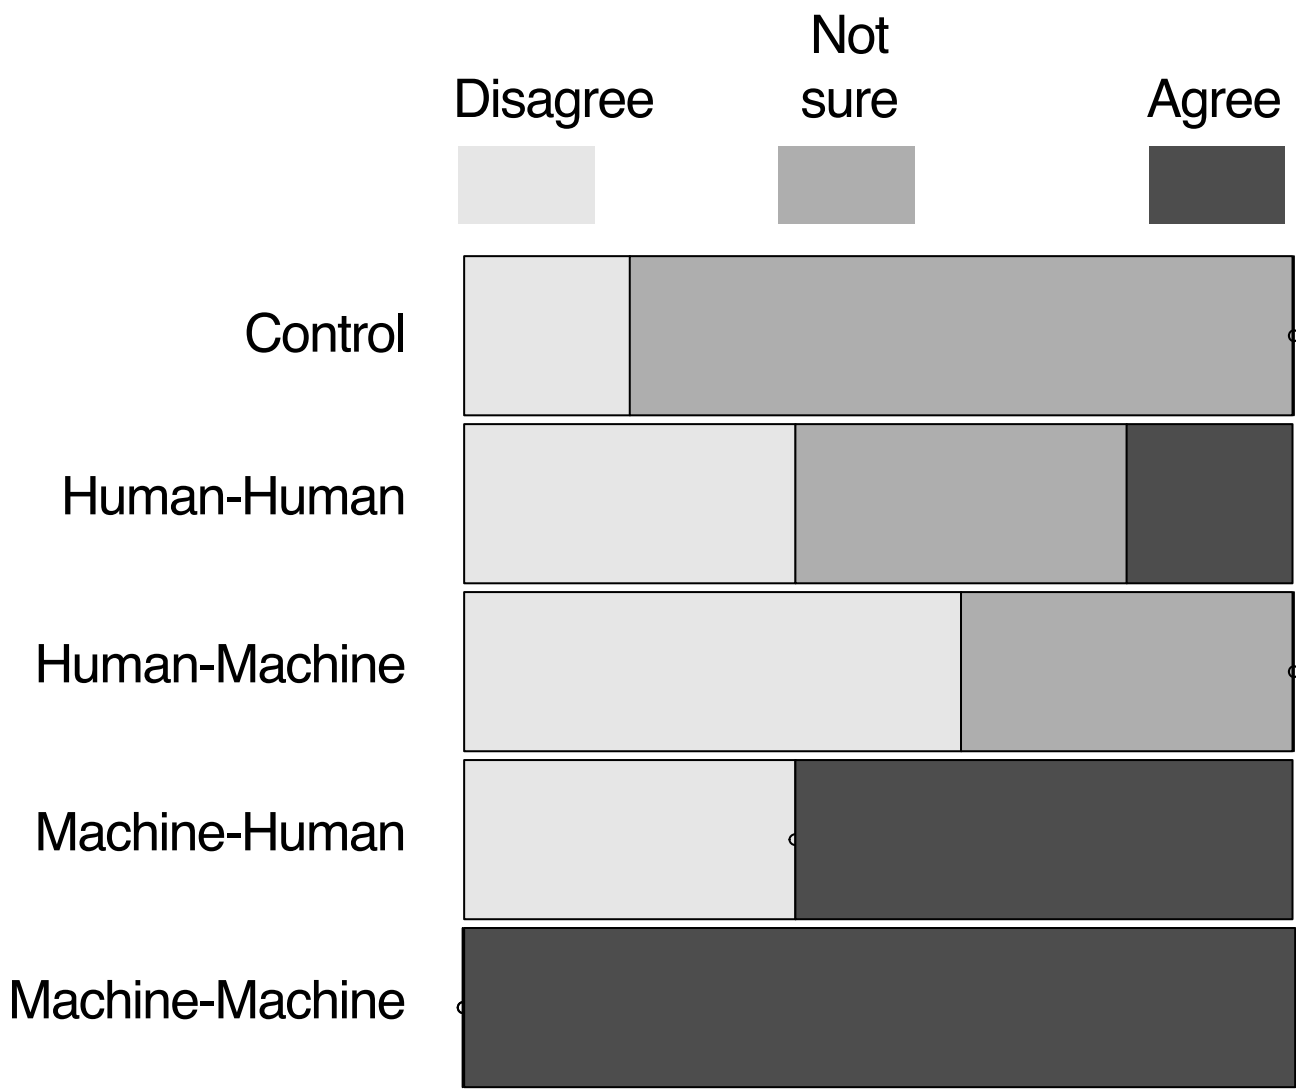 Not
Disagree sure Agree
Control
Human-Human
Human-Machine
Machine-Human
Machine-Machine